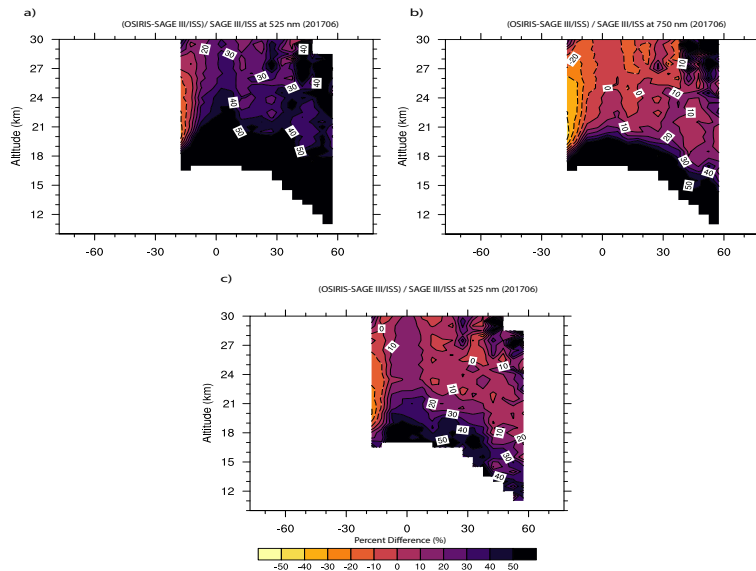 a)
(OSIRIS-SAGE III/ISS)/ SAGE III/ISS at 525 nm (201706)
30
27
24
21
18
15
12
Altitude (km)
-60 -30 0 30 60
20 30 40 30 30 40 40 50 40 50
b)
(OSIRIS-SAGE III/ISS) / SAGE III/ISS at 750 nm (201706)
30
27
24
21
18
15
12
Altitude (km)
-60 -30 0 30 60
-20 10 0 0 10 10 10 30 40 50
c)
(OSIRIS-SAGE III/ISS) / SAGE III/ISS at 525 nm (201706)
30
27
24
21
18
15
12
Altitude (km)
-60 -30 0 30 60
0 10 0 10 10 20 30 40 50 10 20 30 40
Percent Difference (%)
-50 -40 -30 -20 -10 0 10 20 30 40 50